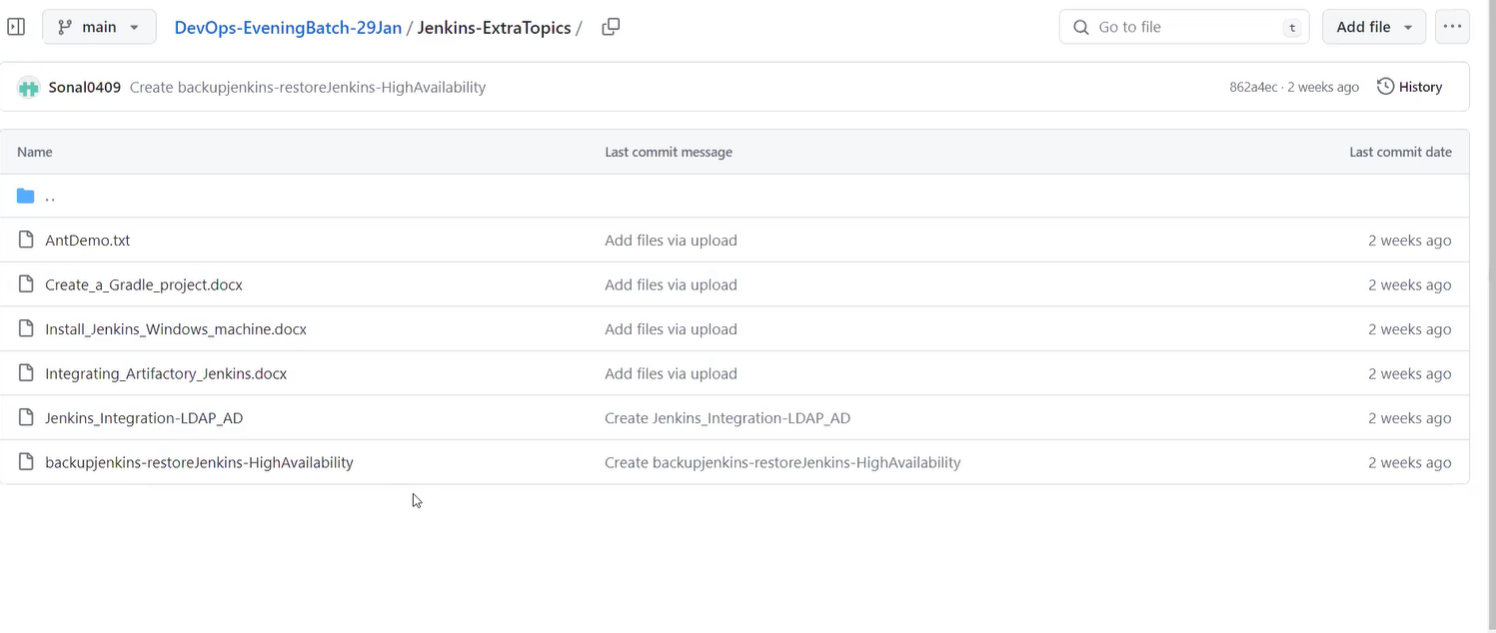 main DevOps-EveningBatch-29Jan / Jenkins-ExtraTopics / Go to file t Add file ...
Sonal0409 Create backupjenkins-restoreJenkins-HighAvailability 862a4ec · 2 weeks ago History
Name Last commit message Last commit date
..
AntDemo.txt Add files via upload 2 weeks ago
Create_a_Gradle_project.docx Add files via upload 2 weeks ago
Install_Jenkins_Windows_machine.docx Add files via upload 2 weeks ago
Integrating_Artifactory_Jenkins.docx Add files via upload 2 weeks ago
Jenkins_Integration-LDAP_AD Create Jenkins_Integration-LDAP_AD 2 weeks ago
backupjenkins-restoreJenkins-HighAvailability Create backupjenkins-restoreJenkins-HighAvailability 2 weeks ago